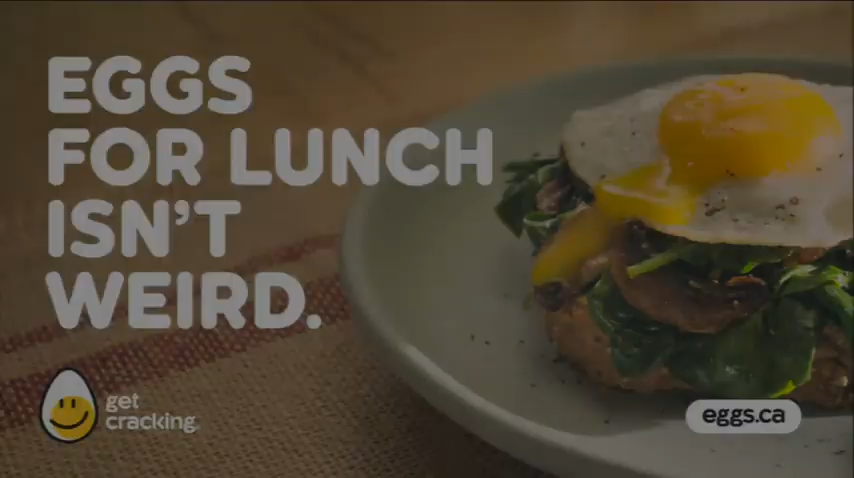 EGGS
FOR LUNCH
ISN'T
WEIRD.
get
cracking
eggs.ca